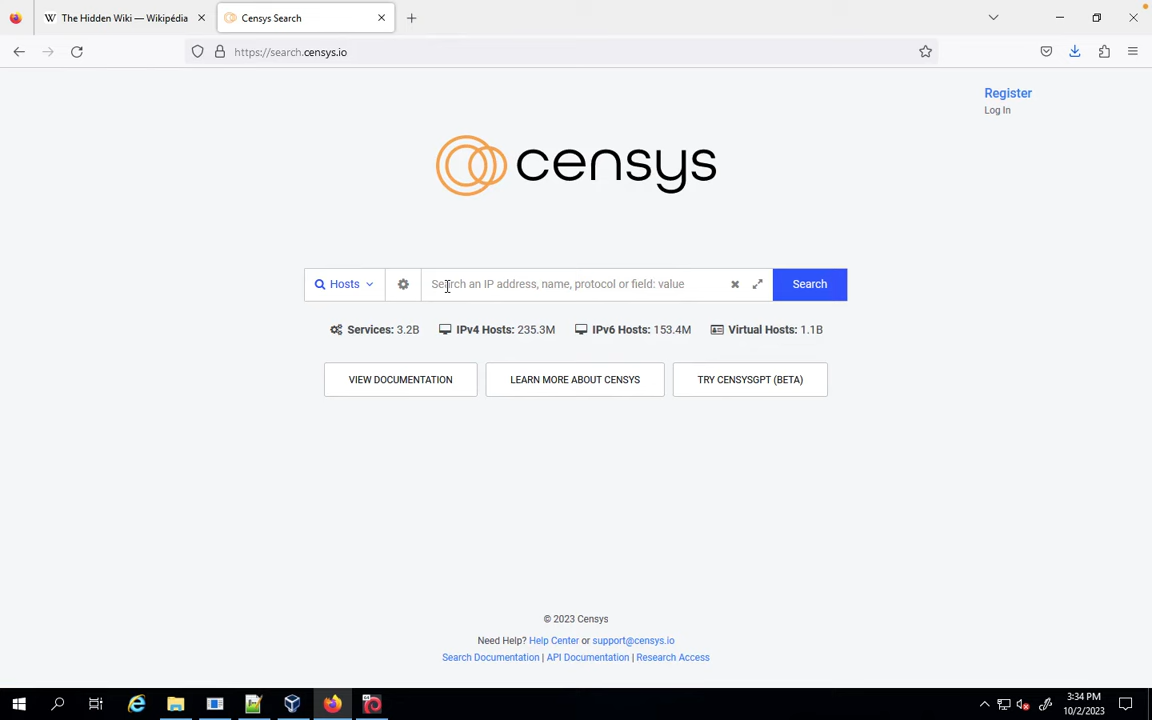 The Hidden Wiki — Wikipédia
Censys Search
https://search.censys.io
Register
Log In
censys
Hosts
Search an IP address, name, protocol or field: value
Search
Services: 3.2B
IPv4 Hosts: 235.3M
IPv6 Hosts: 153.4M
Virtual Hosts: 1.1B
VIEW DOCUMENTATION
LEARN MORE ABOUT CENSYS
TRY CENSYSGPT (BETA)
© 2023 Censys
Need Help? Help Center or support@censys.io
Search Documentation | API Documentation | Research Access
3:34 PM
10/2/2023